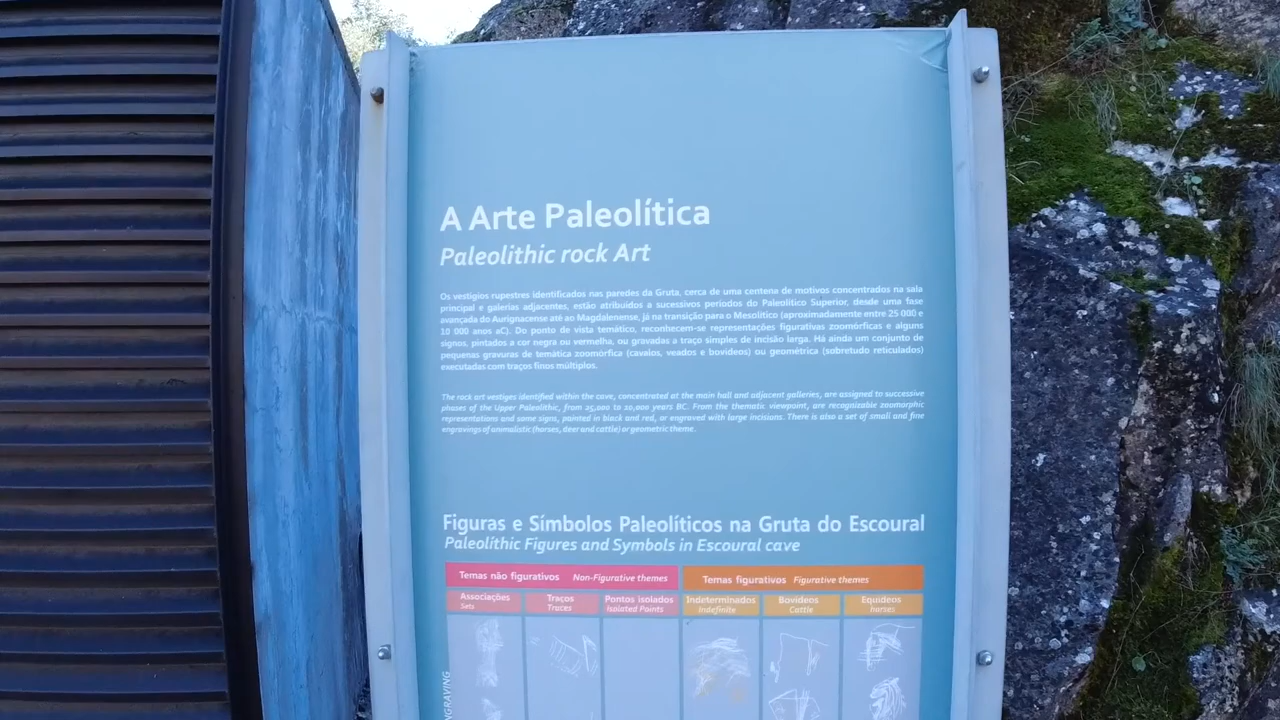 A Arte Paleolítica
Paleolithic rock Art
Os vestígios rupestres identificados nas paredes da Gruta, cerca de uma centena de motivos concentrados na sala
principal e galerias adjacentes, estão atribuídos a sucessivos períodos do Paleolítico Superior, desde uma fase
avançada do Aurignacense até ao Magdalenense, já na transição para o Mesolítico (aproximadamente entre 25 000 e
10 000 anos aC). Do ponto de vista temático, reconhecem-se representações figurativas zoomórficas e alguns
signos, pintados a cor negra ou vermelha, ou gravadas a traço simples de incisão larga. Há ainda um conjunto de
pequenas gravuras de temática zoomórfica (cavalos, veados e bovídeos) ou geométrica (sobretudo reticulados)
executadas com traços finos múltiplos.
The rock art vestiges identified within the cave, concentrated at the main hall and adjacent galleries, are assigned to successive
phases of the Upper Paleolithic, from 25,000 to 10,000 years BC. From the thematic viewpoint, are recognizable zoomorphic
representations and some signs, painted in black and red, or engraved with large incisions. There is also a set of small and fine
engravings of animalistic (horses, deer and cattle) or geometric theme.
Figuras e Símbolos Paleolíticos na Gruta do Escoural
Paleolithic Figures and Symbols in Escoural cave
Temas não figurativos Non-Figurative themes Temas figurativos Figurative themes
Associações Traços Pontos isolados Indeterminados Bovídeos Equídeos
Sets Traces Isolated Points Indefinite Cattle horses
NGRAVING